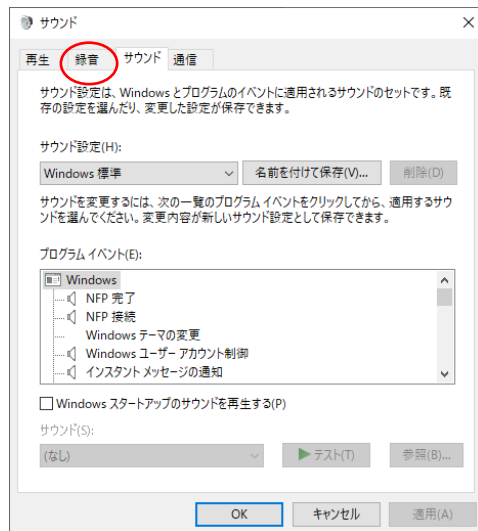 サウンド
再生 録音 サウンド 通信
サウンド設定は、Windows とプログラムのイベントに適用されるサウンドのセットです。既
存の設定を選んだり、変更した設定が保存できます。
サウンド設定(H):
Windows 標準 名前を付けて保存(V)... 削除(D)
サウンドを変更するには、次の一覧のプログラム イベントをクリックしてから、適用するサウ
ンドを選んでください。変更内容が新しいサウンド設定として保存できます。
プログラム イベント(E):
Windows
NFP 完了
NFP 接続
Windows テーマの変更
Windows ユーザー アカウント制御
インスタント メッセージの通知
Windows スタートアップのサウンドを再生する(P)
サウンド(S):
(なし) テスト(T) 参照(B)...
OK キャンセル 適用(A)